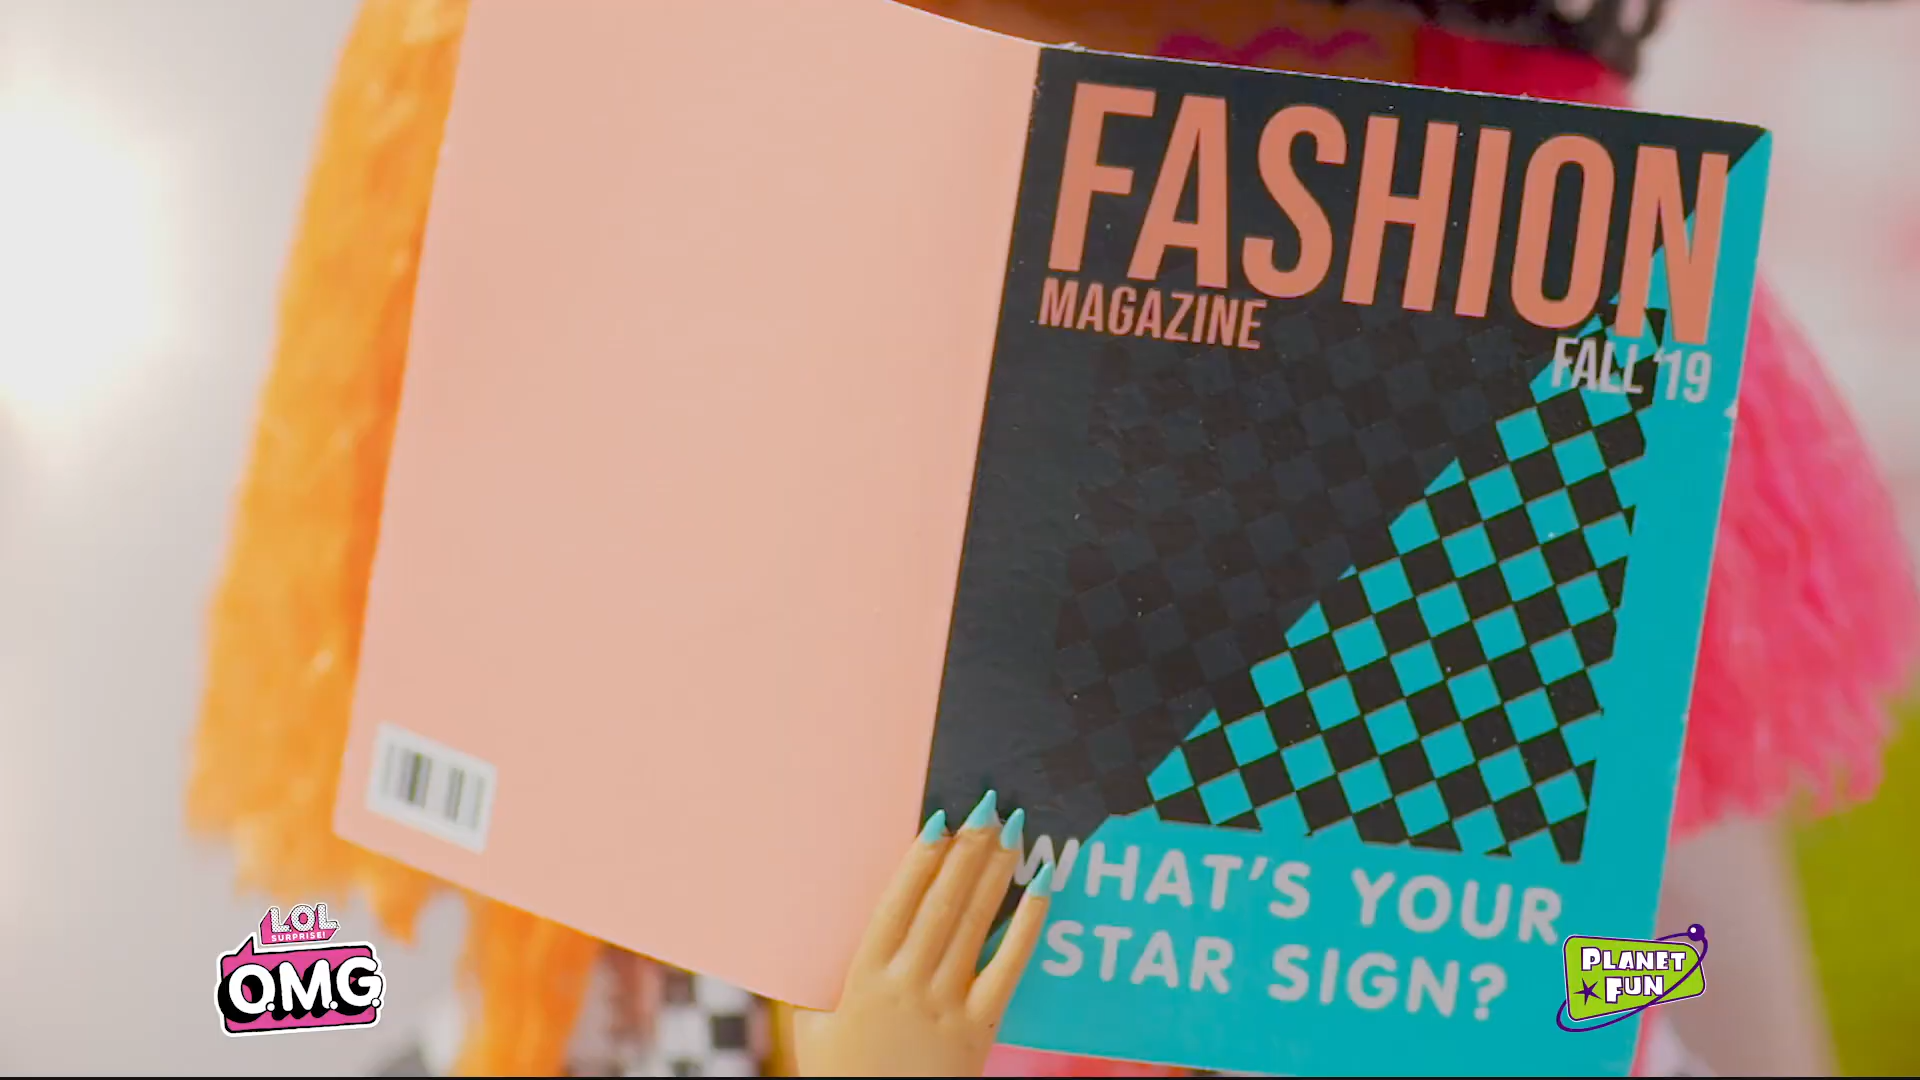 FASHION
MAGAZINE
FALL '19
WHAT'S YOUR
STAR SIGN?
L.O.L
SURPRISE!
O.M.G.
PLANET
FUN